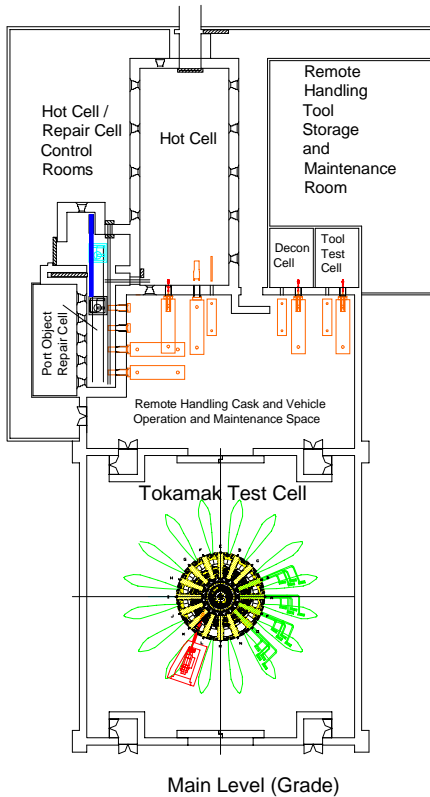 Remote
Handling
Tool
Storage
and
Maintenance
Room
Hot Cell /
Repair Cell
Control
Rooms
Hot Cell
Decon
Cell
Tool
Test
Cell
Port Object
Repair Cell
Remote Handling Cask and Vehicle
Operation and Maintenance Space
Tokamak Test Cell
Main Level (Grade)